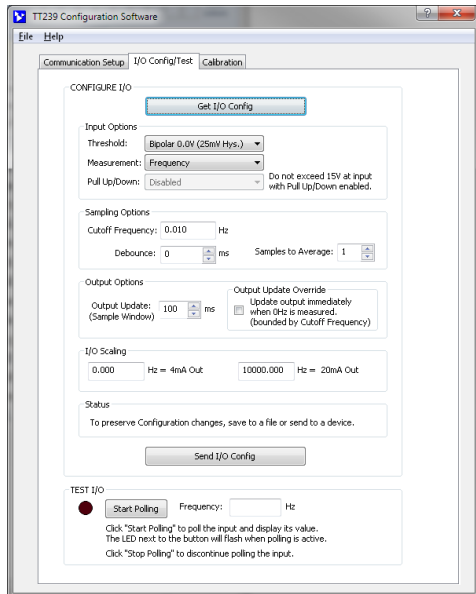 TT239 Configuration Software
File Help
Communication Setup I/O Config/Test Calibration
CONFIGURE I/O
Get I/O Config
Input Options
Threshold: Bipolar 0.0V (25mV Hys.)
Measurement: Frequency
Pull Up/Down: Disabled
Do not exceed 15V at input
with Pull Up/Down enabled.
Sampling Options
Cutoff Frequency: 0.010 Hz
Debounce: 0 ms Samples to Average: 1
Output Options
Output Update: 100 ms
(Sample Window)
Output Update Override
Update output immediately
when 0Hz is measured.
(bounded by Cutoff Frequency)
I/O Scaling
0.000 Hz = 4mA Out 10000.000 Hz = 20mA Out
Status
To preserve Configuration changes, save to a file or send to a device.
Send I/O Config
TEST I/O
Start Polling Frequency: Hz
Click "Start Polling" to poll the input and display its value.
The LED next to the button will flash when polling is active.
Click "Stop Polling" to discontinue polling the input.